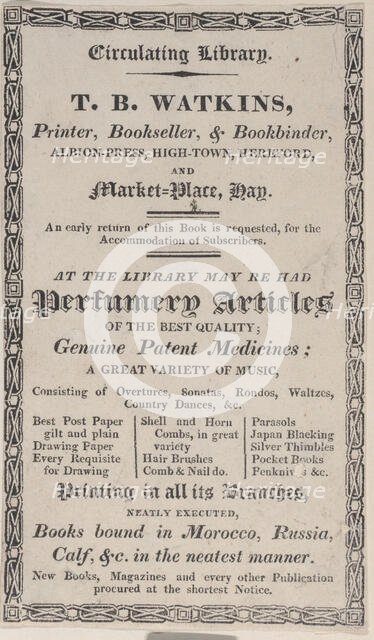 Circulating Library.
T. B. WATKINS,
Printer, Bookseller, & Bookbinder,
ALBION-PRESS, HIGH-TOWN, HEREFORD,
AND
Market=Place, Hay.
An early return of this Book is requested, for the
Accommodation of Subscribers.
AT THE LIBRARY MAY BE HAD
Perfumery Articles
OF THE BEST QUALITY;
Genuine Patent Medicines;
A GREAT VARIETY OF MUSIC,
Consisting of Overtures, Sonatas, Rondos, Waltzes,
Country Dances, &c.
Best Post Paper
gilt and plain
Drawing Paper
Every Requisite
for Drawing
Shell and Horn
Combs, in great
variety
Hair Brushes
Comb & Nail do.
Parasols
Japan Blacking
Silver Thimbles
Pocket Books
Penknives &c.
Printing in all its Branches,
NEATLY EXECUTED,
Books bound in Morocco, Russia,
Calf, &c. in the neatest manner.
New Books, Magazines and every other Publication
procured at the shortest Notice.
Heritage
Heritage
Heritage
Heritage
Heritage
Heritage